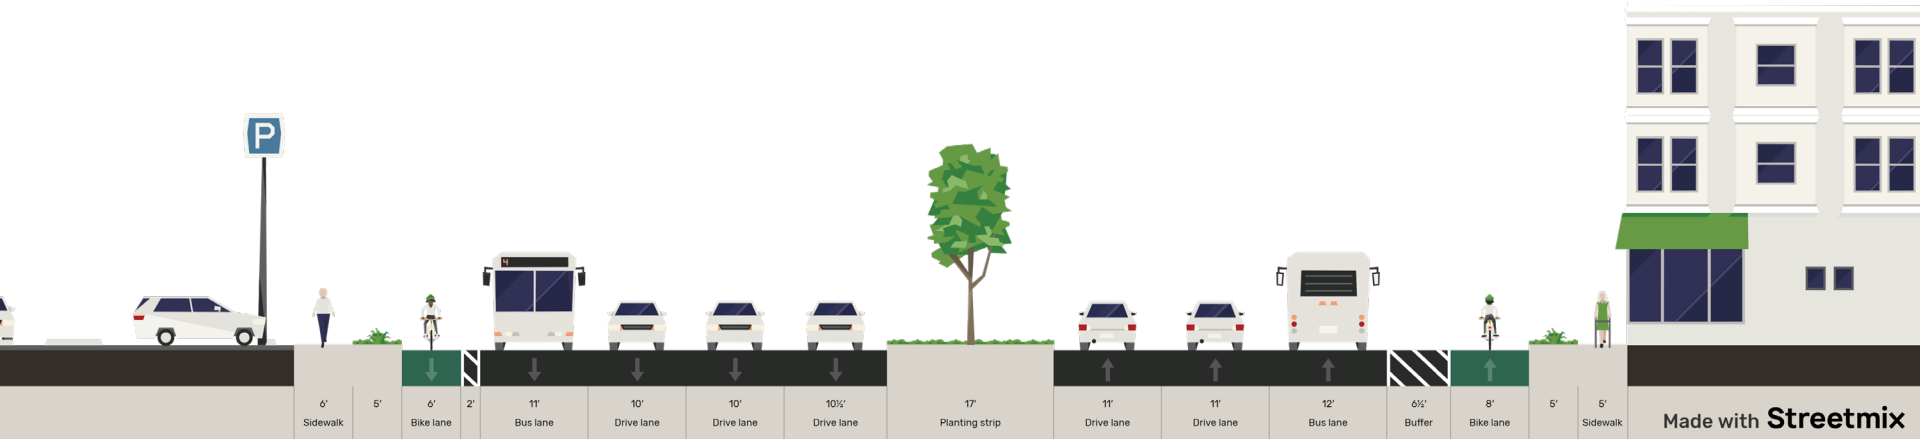 P
4
6'
Sidewalk
5'
6'
Bike lane
2'
11'
Bus lane
10'
Drive lane
10'
Drive lane
10½'
Drive lane
17'
Planting strip
11'
Drive lane
11'
Drive lane
12'
Bus lane
6½'
Buffer
8'
Bike lane
5'
5'
Sidewalk
Made with Streetmix